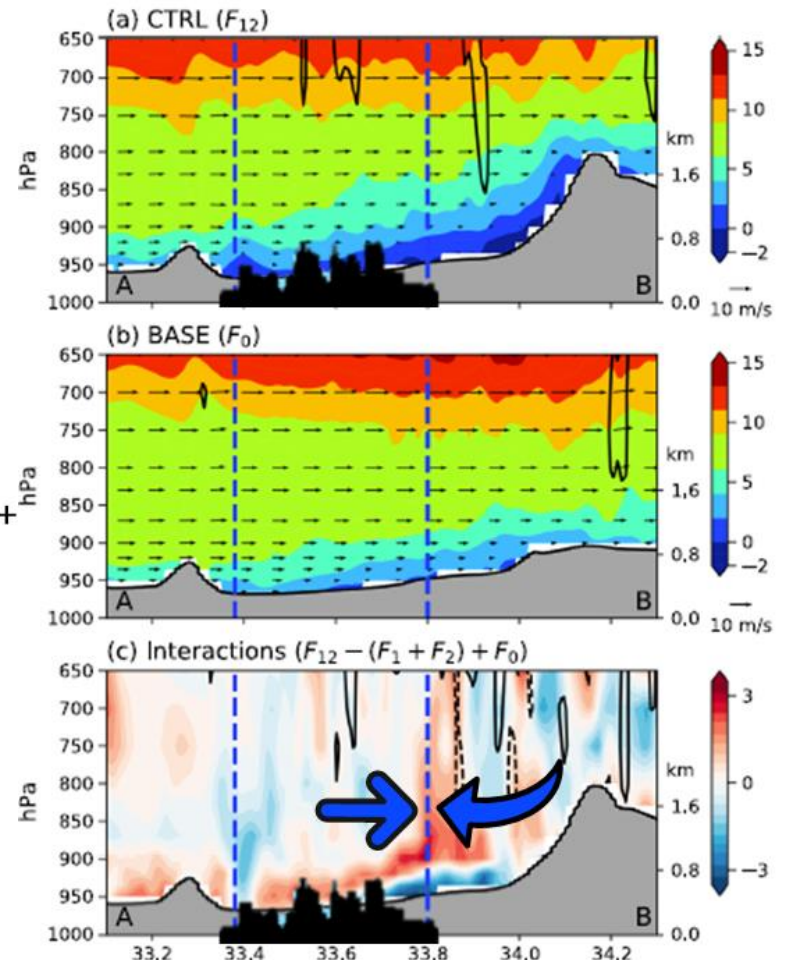 (a) CTRL (F₁₂)
650
700
750
800
850
900
950
1000
hPa
A
B
km
1.6
0.8
0.0
15
10
5
0
−2
10 m/s
(b) BASE (F₀)
650
700
750
800
850
900
950
1000
+
hPa
A
B
km
1.6
0.8
0.0
15
10
5
0
−2
10 m/s
(c) Interactions (F₁₂ − (F₁ + F₂) + F₀)
650
700
750
800
850
900
950
1000
hPa
A
B
km
1.6
0.8
0.0
3
0
−3
33.2 33.4 33.6 33.8 34.0 34.2